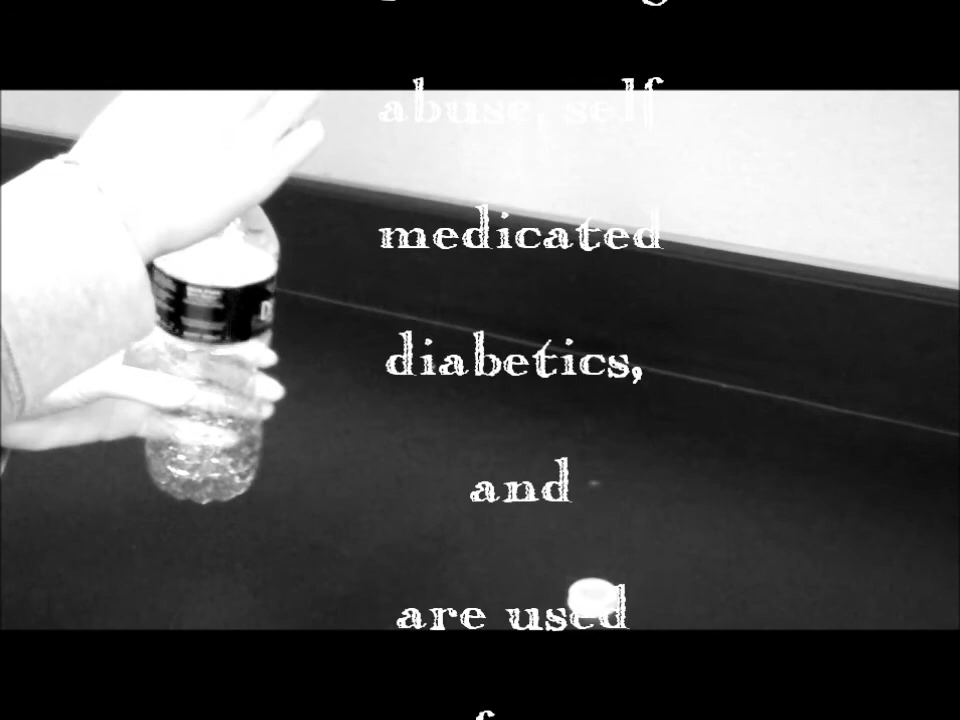 abuse, self
medicated
diabetics,
and
are used